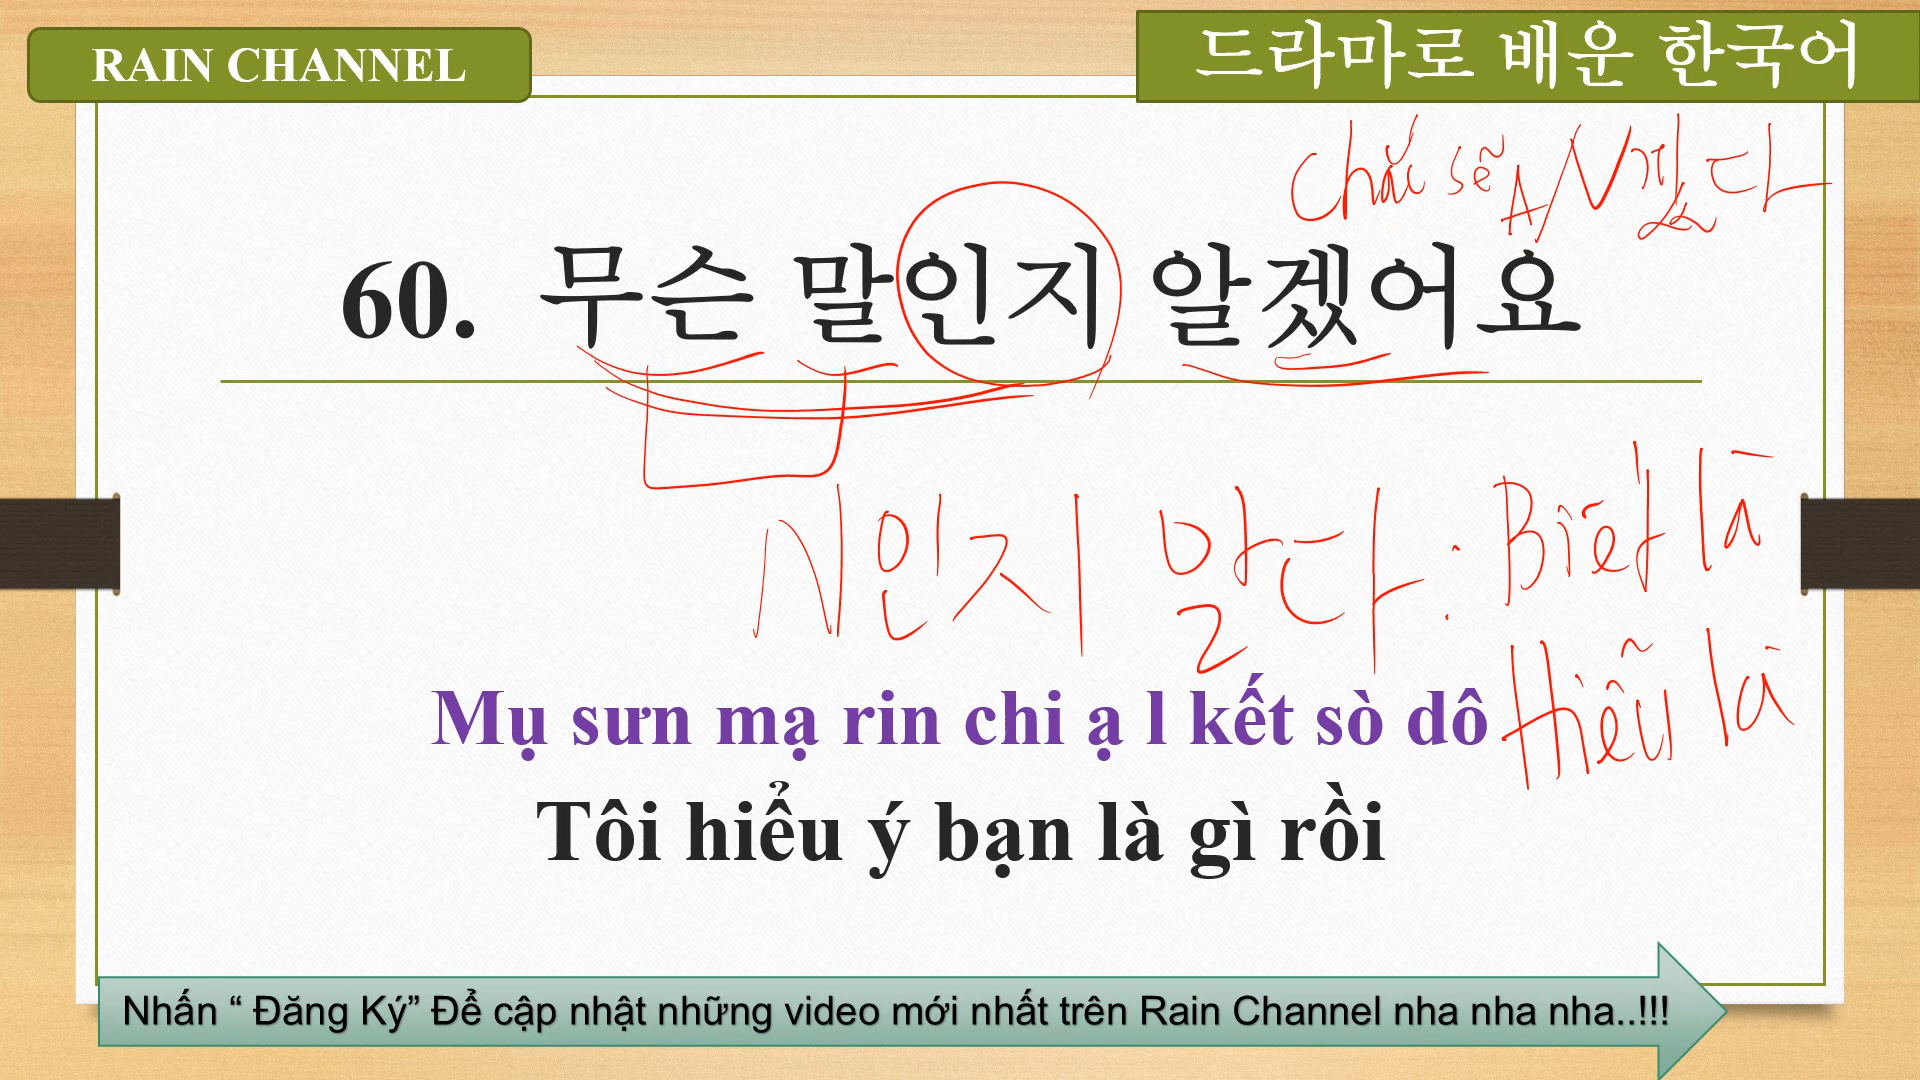 RAIN CHANNEL
드라마로 배운 한국어
chắc sẽ A/V겠다
60. 무슨 말인지 알겠어요
N인지 알다 : Biết là
Hiểu là
Mụ sưn mạ rin chi ạ l kết sò dô
Tôi hiểu ý bạn là gì rồi
Nhấn “ Đăng Ký” Để cập nhật những video mới nhất trên Rain Channel nha nha nha..!!!